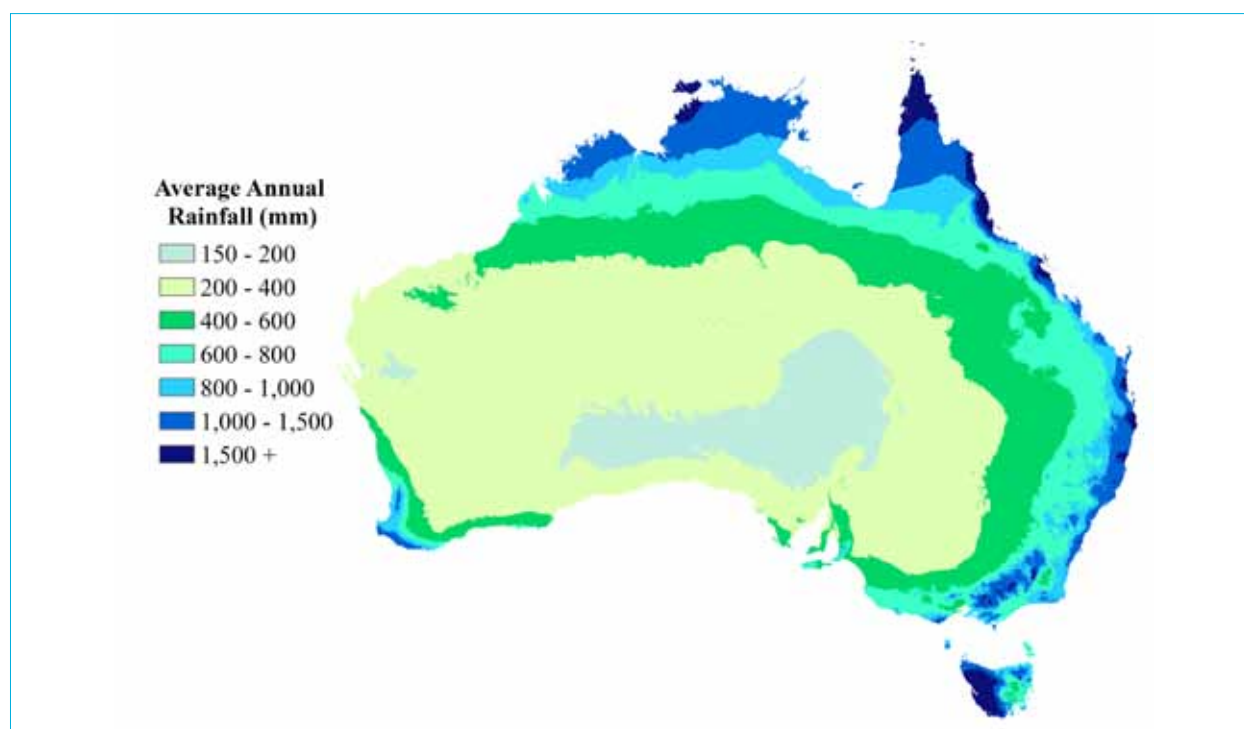 Average Annual
Rainfall (mm)
150 - 200
200 - 400
400 - 600
600 - 800
800 - 1,000
1,000 - 1,500
1,500 +